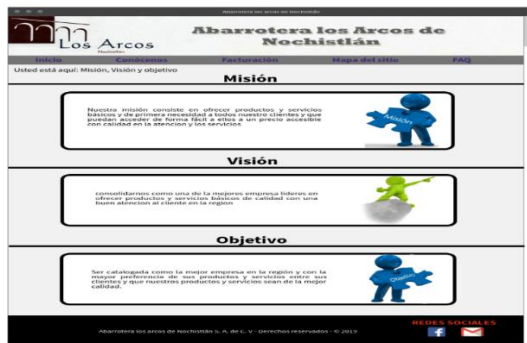 Abarrotera los arcos de Nochistlán
Los Arcos
Nochistlán
Abarrotera los Arcos de
Nochistlán
Inicio Conócenos Facturación Mapa del sitio FAQ
Usted está aquí: Misión, Visión y objetivo
Misión
Nuestra misión consiste en ofrecer productos y servicios
básicos y de primera necesidad a todos nuestro clientes y que
puedan acceder de forma fácil a ellos a un precio accesible
con calidad en la atencion y los servicios
Misión
Visión
consolidarnos como una de la mejores empresa lideres en
ofrecer productos y servicios básicos de calidad con una
buen atencion al cliente en la region
Objetivo
Ser catalogada como la mejor empresa en la región y con la
mayor preferencia de sus productos y servicios entre sus
clientes y que nuestros productos y servicios sean de la mejor
calidad.
Objetivo
REDES SOCIALES
Abarrotera los arcos de Nochistlán S. A. de C. V - Derechos reservados - © 2013